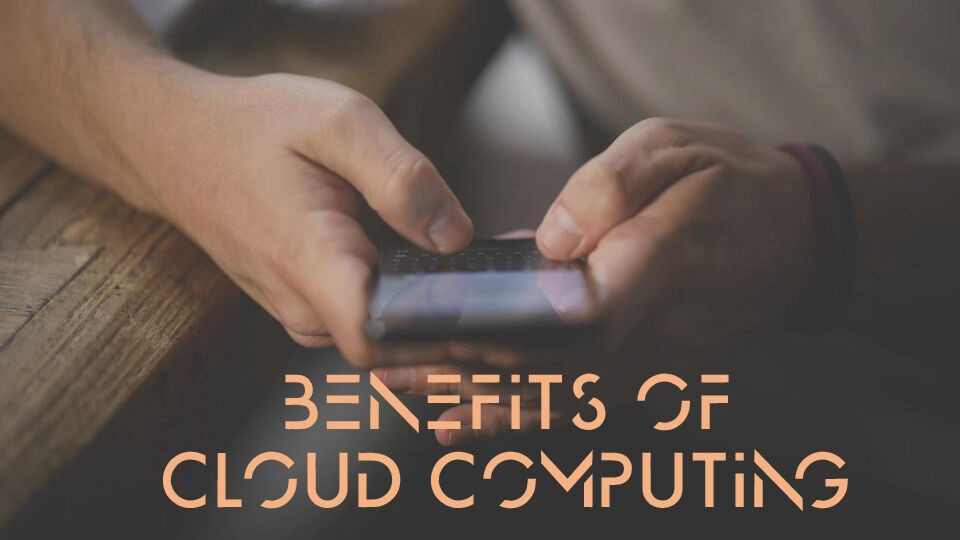 BENEFiTS OF
CLOUD COMPUTiNG